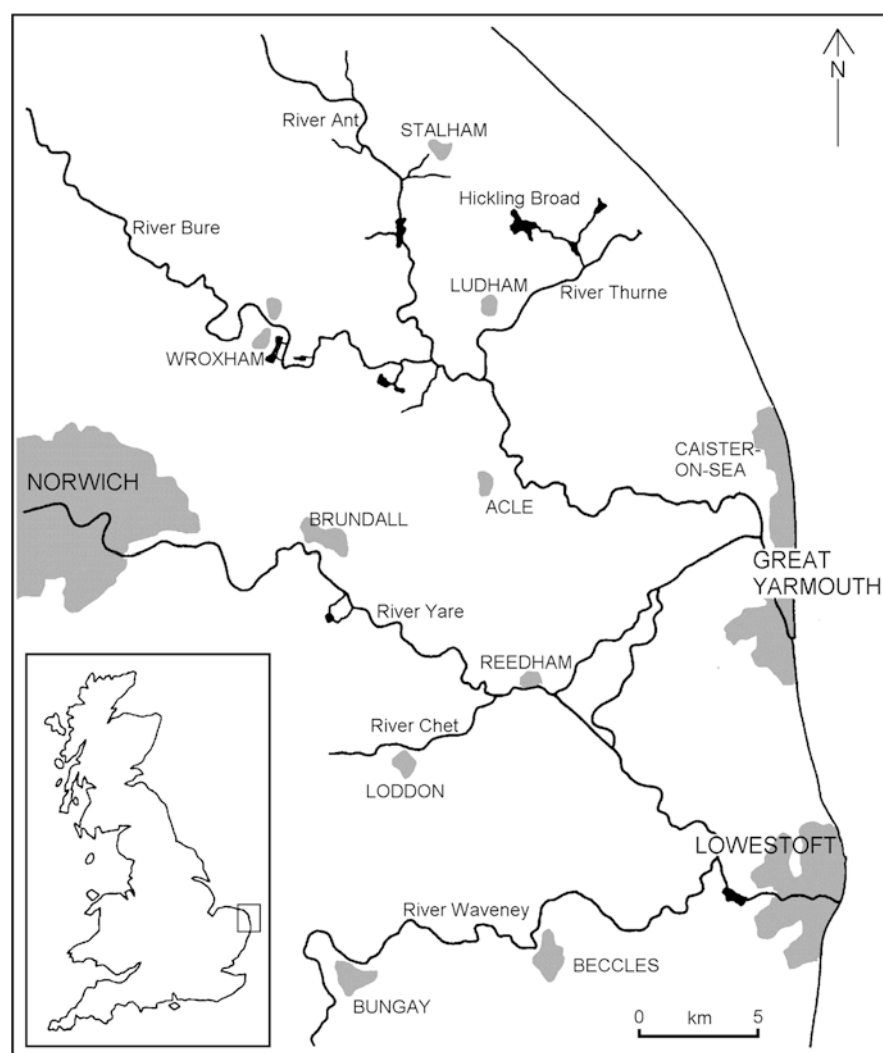 N
River Ant
STALHAM
Hickling Broad
River Bure
LUDHAM
River Thurne
WROXHAM
CAISTER-
ON-SEA
NORWICH
ACLE
BRUNDALL
GREAT
YARMOUTH
River Yare
REEDHAM
River Chet
LODDON
LOWESTOFT
River Waveney
BECCLES
BUNGAY
0 km 5